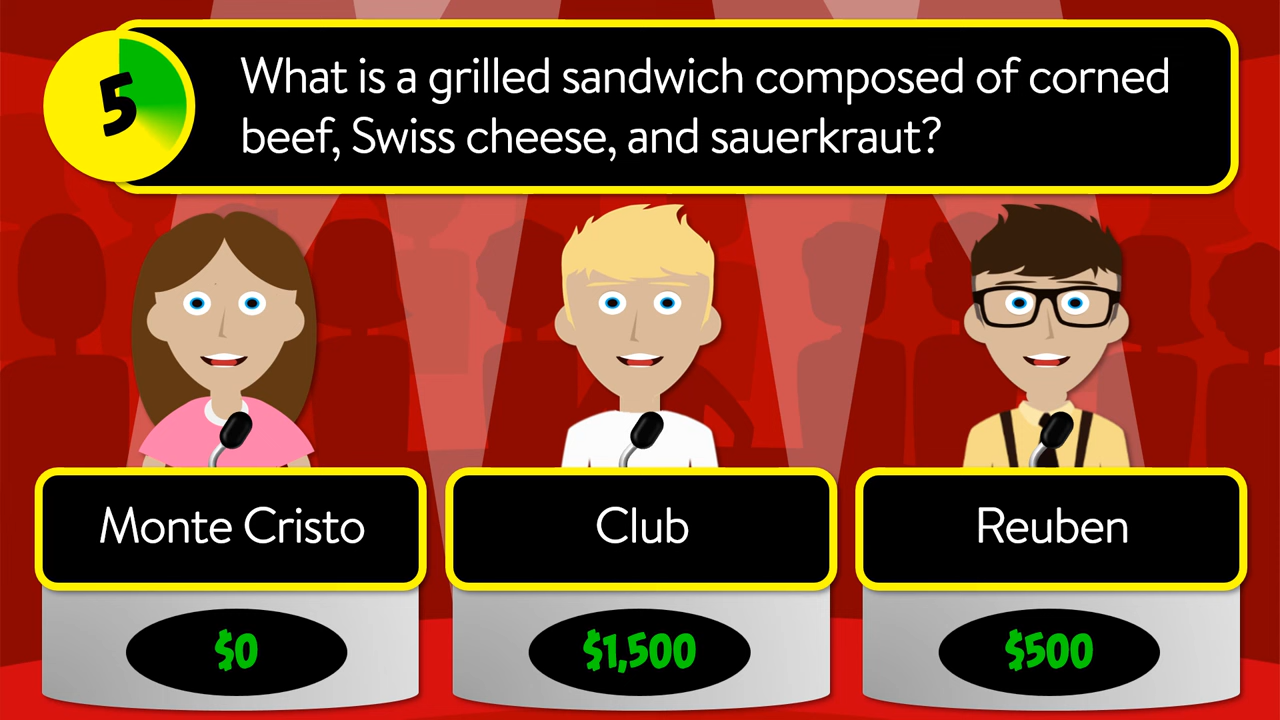 5
What is a grilled sandwich composed of corned
beef, Swiss cheese, and sauerkraut?
Monte Cristo
Club
Reuben
$0
$1,500
$500